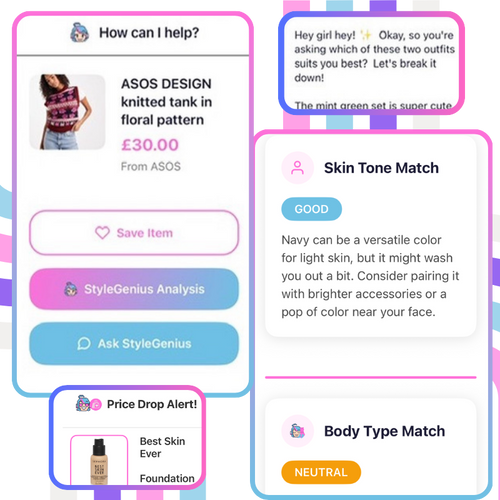 How can I help?
ASOS DESIGN
knitted tank in
floral pattern
£30.00
From ASOS
Save Item
StyleGenius Analysis
Ask StyleGenius
Price Drop Alert!
Best Skin
Ever
Foundation
Hey girl hey! ✨ Okay, so you're
asking which of these two outfits
suits you best? Let's break it
down!
The mint green set is super cute
Skin Tone Match
GOOD
Navy can be a versatile color
for light skin, but it might wash
you out a bit. Consider pairing it
with brighter accessories or a
pop of color near your face.
Body Type Match
NEUTRAL